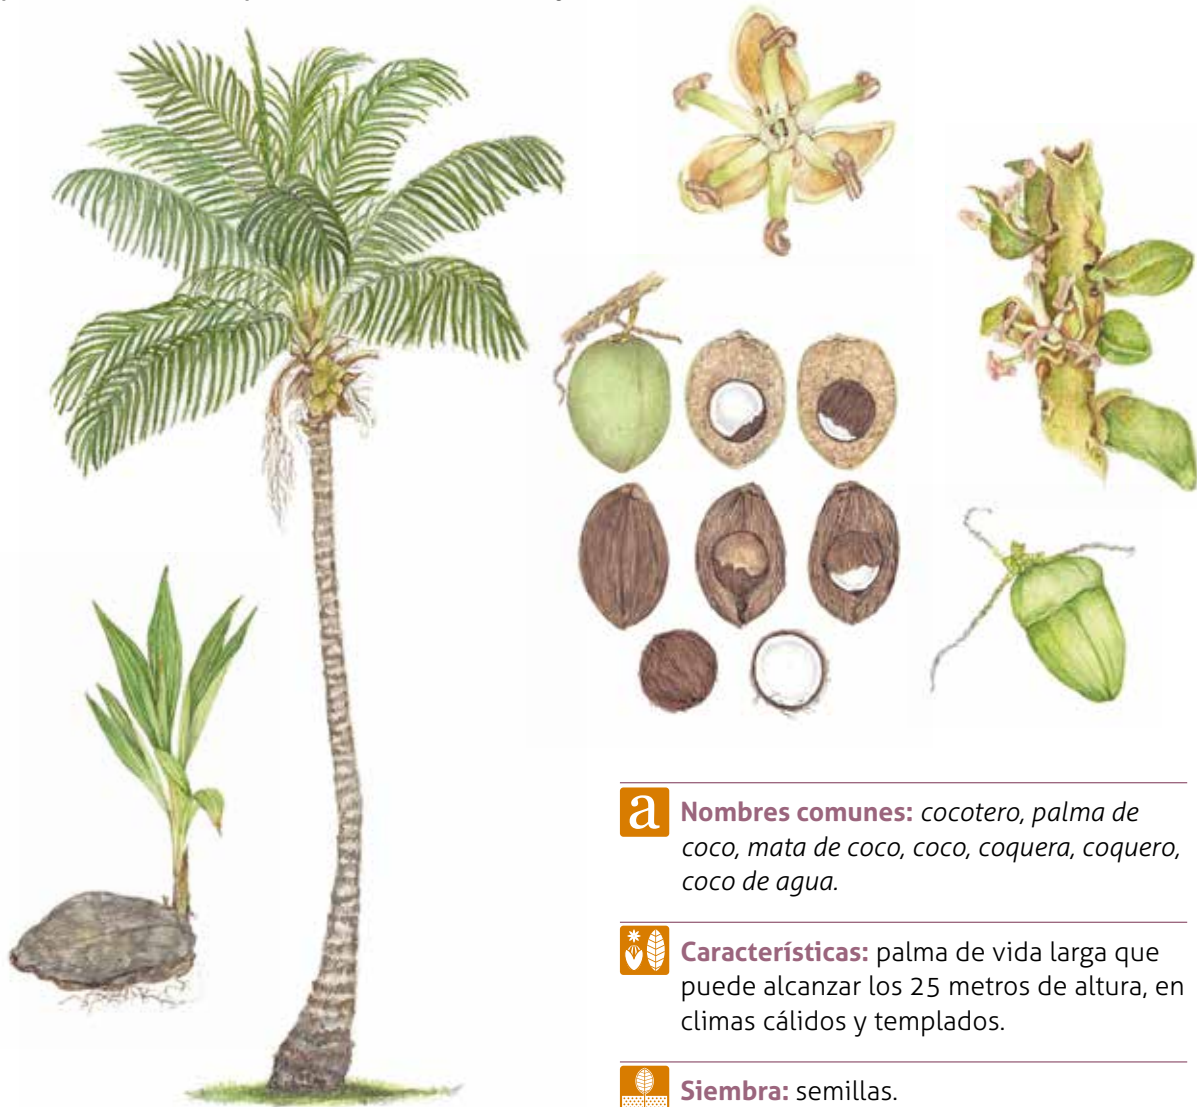 a Nombres comunes: cocotero, palma de
coco, mata de coco, coco, coquera, coquero,
coco de agua.
Características: palma de vida larga que
puede alcanzar los 25 metros de altura, en
climas cálidos y templados.
Siembra: semillas.